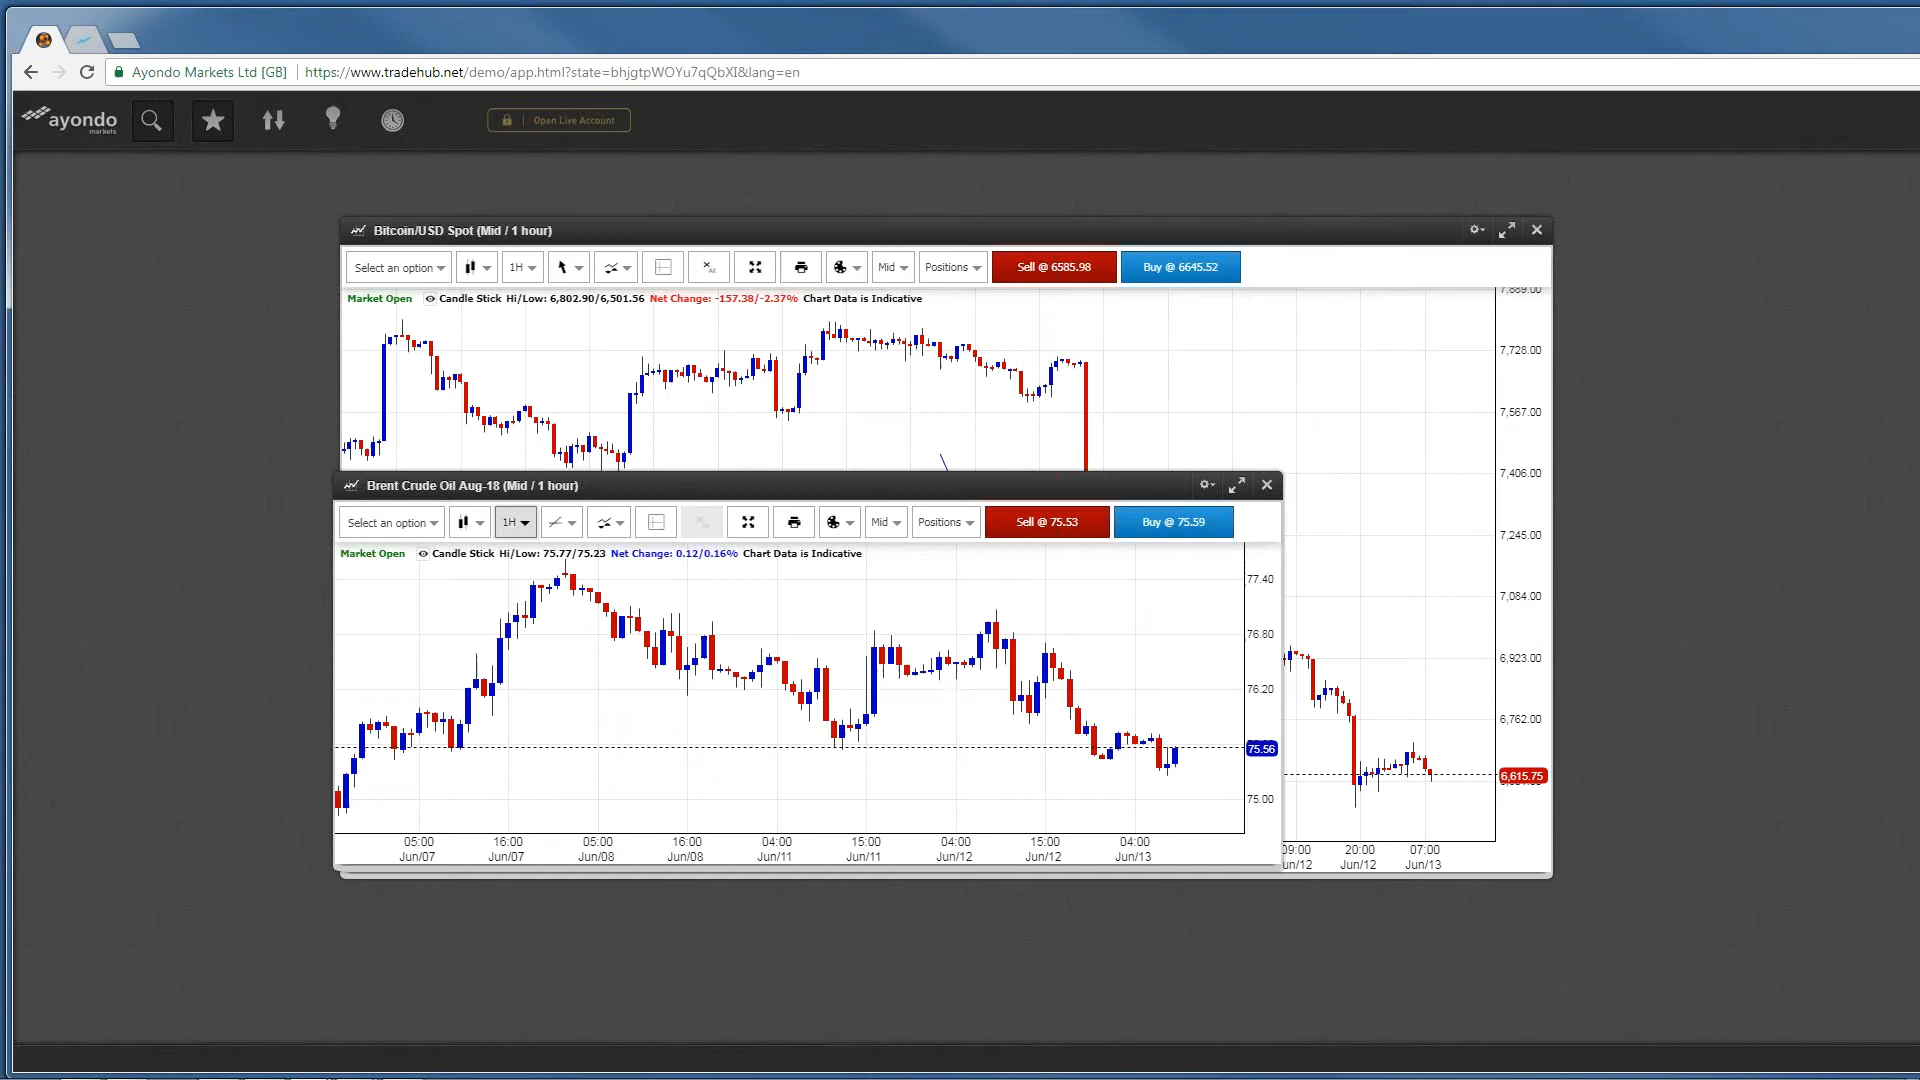 Ayondo Markets Ltd [GB] https://www.tradehub.net/demo/app.html?state=bhjgtpWOYu7qQbXI&lang=en
ayondo
markets
Open Live Account
Bitcoin/USD Spot (Mid / 1 hour)
Select an option 1H Mid Positions Sell @ 6585.98 Buy @ 6645.52
Market Open Candle Stick Hi/Low: 6,802.90/6,501.56 Net Change: -157.38/-2.37% Chart Data is Indicative
7,889.00
7,728.00
7,567.00
7,406.00
7,245.00
7,084.00
6,923.00
6,762.00
6,615.75
09:00 20:00 07:00
un/12 Jun/12 Jun/13
Brent Crude Oil Aug-18 (Mid / 1 hour)
Select an option 1H Mid Positions Sell @ 75.53 Buy @ 75.59
Market Open Candle Stick Hi/Low: 75.77/75.23 Net Change: 0.12/0.16% Chart Data is Indicative
77.40
76.80
76.20
75.56
75.00
05:00 16:00 05:00 16:00 04:00 15:00 04:00 15:00 04:00
Jun/07 Jun/07 Jun/08 Jun/08 Jun/11 Jun/11 Jun/12 Jun/12 Jun/13